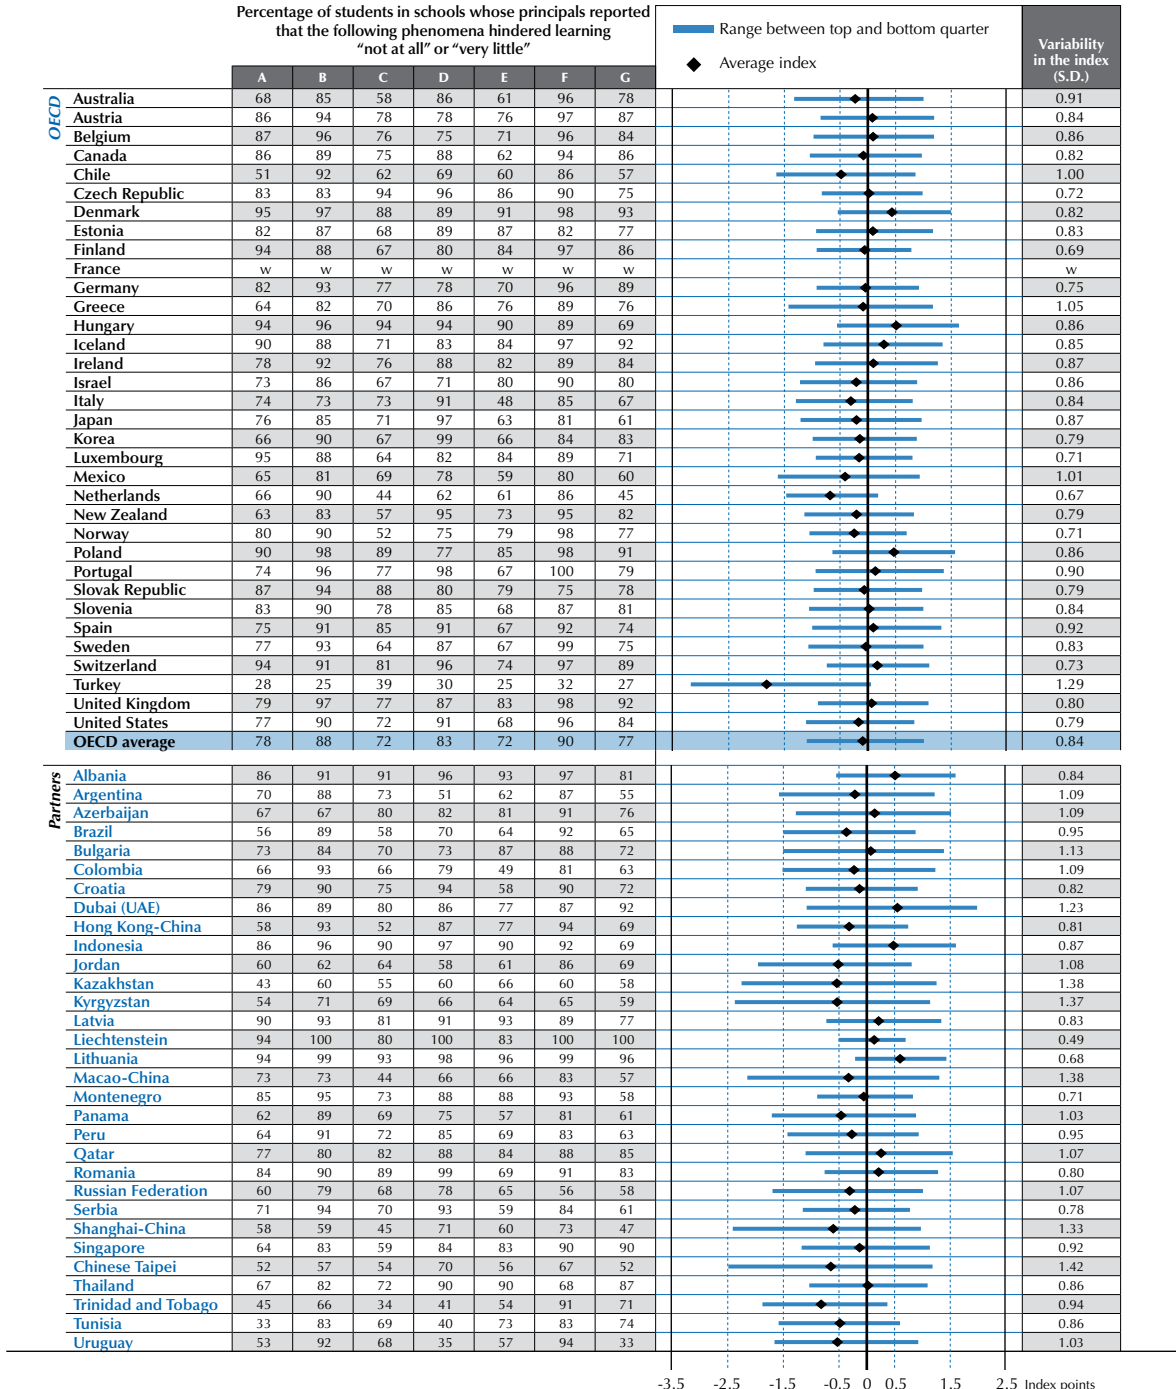 Percentage of students in schools whose principals reported
that the following phenomena hindered learning
“not at all” or “very little”
Range between top and bottom quarter
Average index
Variability
in the index
(S.D.)
A B C D E F G
OECD
Australia 68 85 58 86 61 96 78 0.91
Austria 86 94 78 78 76 97 87 0.84
Belgium 87 96 76 75 71 96 84 0.86
Canada 86 89 75 88 62 94 86 0.82
Chile 51 92 62 69 60 86 57 1.00
Czech Republic 83 83 94 96 86 90 75 0.72
Denmark 95 97 88 89 91 98 93 0.82
Estonia 82 87 68 89 87 82 77 0.83
Finland 94 88 67 80 84 97 86 0.69
France w w w w w w w w
Germany 82 93 77 78 70 96 89 0.75
Greece 64 82 70 86 76 89 76 1.05
Hungary 94 96 94 94 90 89 69 0.86
Iceland 90 88 71 83 84 97 92 0.85
Ireland 78 92 76 88 82 89 84 0.87
Israel 73 86 67 71 80 90 80 0.86
Italy 74 73 73 91 48 85 67 0.84
Japan 76 85 71 97 63 81 61 0.87
Korea 66 90 67 99 66 84 83 0.79
Luxembourg 95 88 64 82 84 89 71 0.71
Mexico 65 81 69 78 59 80 60 1.01
Netherlands 66 90 44 62 61 86 45 0.67
New Zealand 63 83 57 95 73 95 82 0.79
Norway 80 90 52 75 79 98 77 0.71
Poland 90 98 89 77 85 98 91 0.86
Portugal 74 96 77 98 67 100 79 0.90
Slovak Republic 87 94 88 80 79 75 78 0.79
Slovenia 83 90 78 85 68 87 81 0.84
Spain 75 91 85 91 67 92 74 0.92
Sweden 77 93 64 87 67 99 75 0.83
Switzerland 94 91 81 96 74 97 89 0.73
Turkey 28 25 39 30 25 32 27 1.29
United Kingdom 79 97 77 87 83 98 92 0.80
United States 77 90 72 91 68 96 84 0.79
OECD average 78 88 72 83 72 90 77 0.84
Partners
Albania 86 91 91 96 93 97 81 0.84
Argentina 70 88 73 51 62 87 55 1.09
Azerbaijan 67 67 80 82 81 91 76 1.09
Brazil 56 89 58 70 64 92 65 0.95
Bulgaria 73 84 70 73 87 88 72 1.13
Colombia 66 93 66 79 49 81 63 1.09
Croatia 79 90 75 94 58 90 72 0.82
Dubai (UAE) 86 89 80 86 77 87 92 1.23
Hong Kong-China 58 93 52 87 77 94 69 0.81
Indonesia 86 96 90 97 90 92 69 0.87
Jordan 60 62 64 58 61 86 69 1.08
Kazakhstan 43 60 55 60 66 60 58 1.38
Kyrgyzstan 54 71 69 66 64 65 59 1.37
Latvia 90 93 81 91 93 89 77 0.83
Liechtenstein 94 100 80 100 83 100 100 0.49
Lithuania 94 99 93 98 96 99 96 0.68
Macao-China 73 73 44 66 66 83 57 1.38
Montenegro 85 95 73 88 88 93 58 0.71
Panama 62 89 69 75 57 81 61 1.03
Peru 64 91 72 85 69 83 63 0.95
Qatar 77 80 82 88 84 88 85 1.07
Romania 84 90 89 99 69 91 83 0.80
Russian Federation 60 79 68 78 65 56 58 1.07
Serbia 71 94 70 93 59 84 61 0.78
Shanghai-China 58 59 45 71 60 73 47 1.33
Singapore 64 83 59 84 83 90 90 0.92
Chinese Taipei 52 57 54 70 56 67 52 1.42
Thailand 67 82 72 90 90 68 87 0.86
Trinidad and Tobago 45 66 34 41 54 91 71 0.94
Tunisia 33 83 69 40 73 83 74 0.86
Uruguay 53 92 68 35 57 94 33 1.03
-3.5 -2.5 -1.5 -0.5 0 0.5 1.5 2.5 Index points